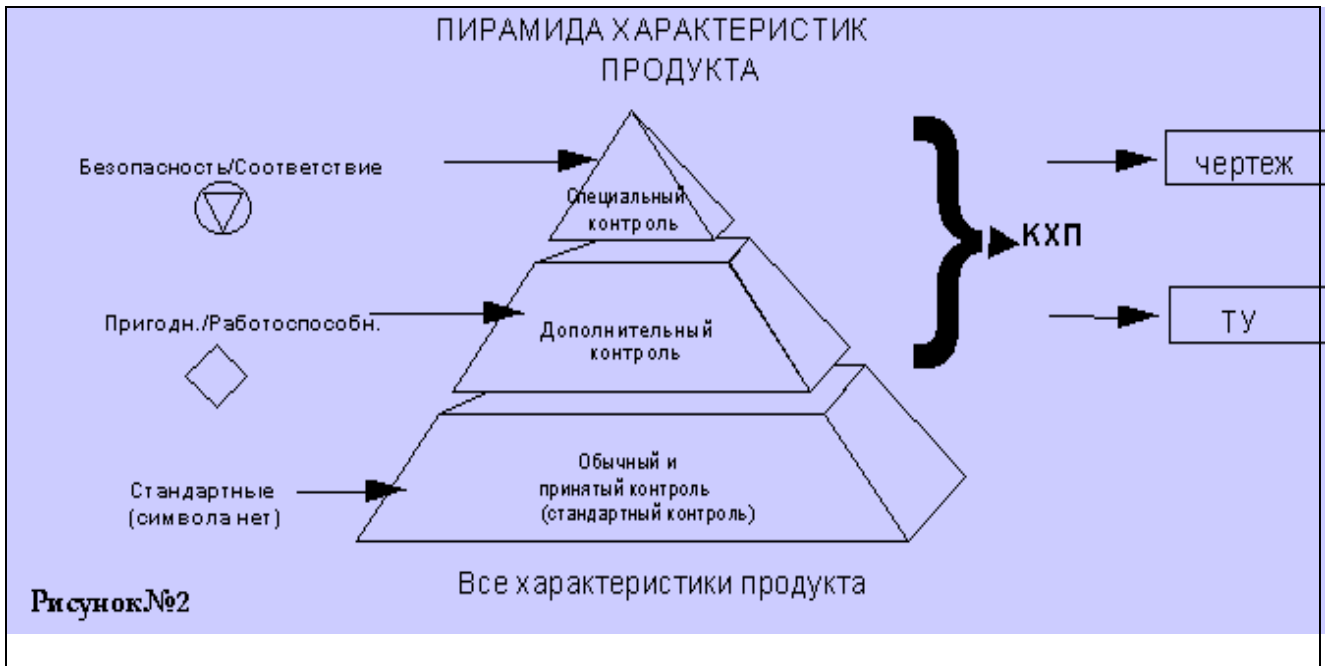 ПИРАМИДА ХАРАКТЕРИСТИК
ПРОДУКТА
Безопасность/Соответствие
Специальный
контроль
чертеж
КХП
Пригодн./Работоспособн.
Дополнительный
контроль
ТУ
Стандартные
(символа нет)
Обычный и
принятый контроль
(стандартный контроль)
Все характеристики продукта
Рисунок№2